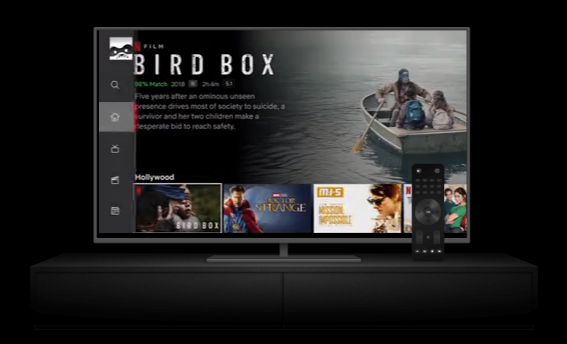 FILM
BIRD BOX
98% Match 2018 2h 4m 5.1
Five years after an ominous unseen
presence drives most of society to suicide, a
survivor and her two children make a
desperate bid to reach safety.
Hollywood
BIRD BOX
DOCTOR STRANGE
M:I-5
MISSION
IMPOSSIBLE